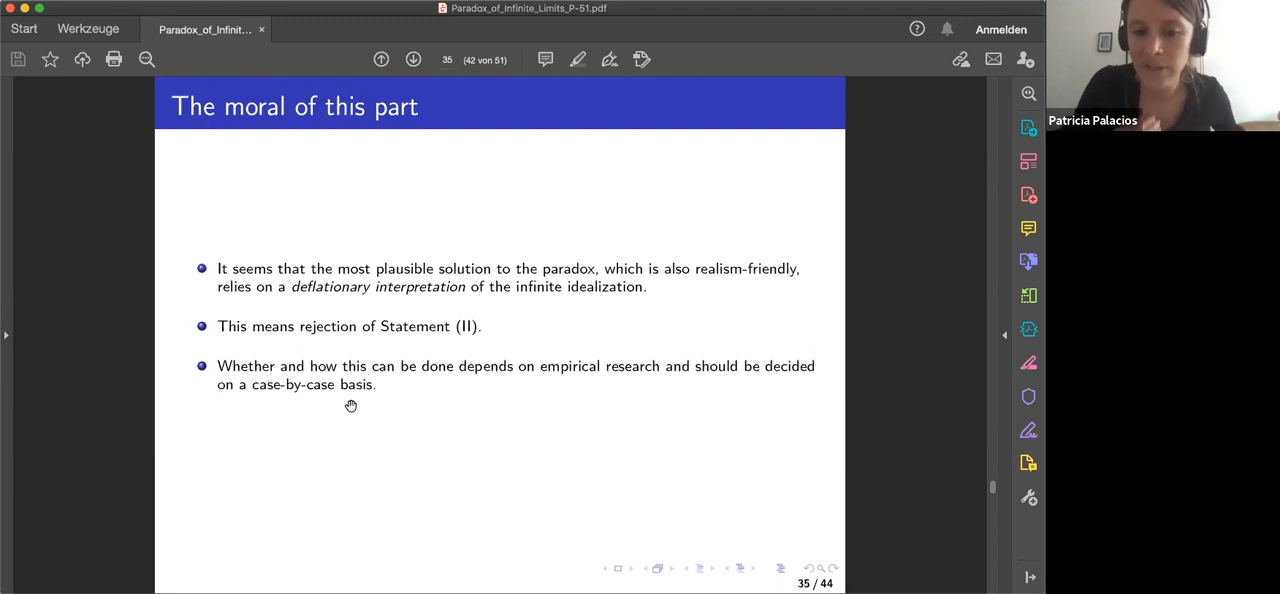 Paradox_of_Infinite_Limits_P-51.pdf
Start
Werkzeuge
Paradox_of_Infinit... ×
Anmelden
35 (42 von 51)
The moral of this part
Patricia Palacios
It seems that the most plausible solution to the paradox, which is also realism-friendly,
relies on a deflationary interpretation of the infinite idealization.
This means rejection of Statement (II).
Whether and how this can be done depends on empirical research and should be decided
on a case-by-case basis.
35 / 44